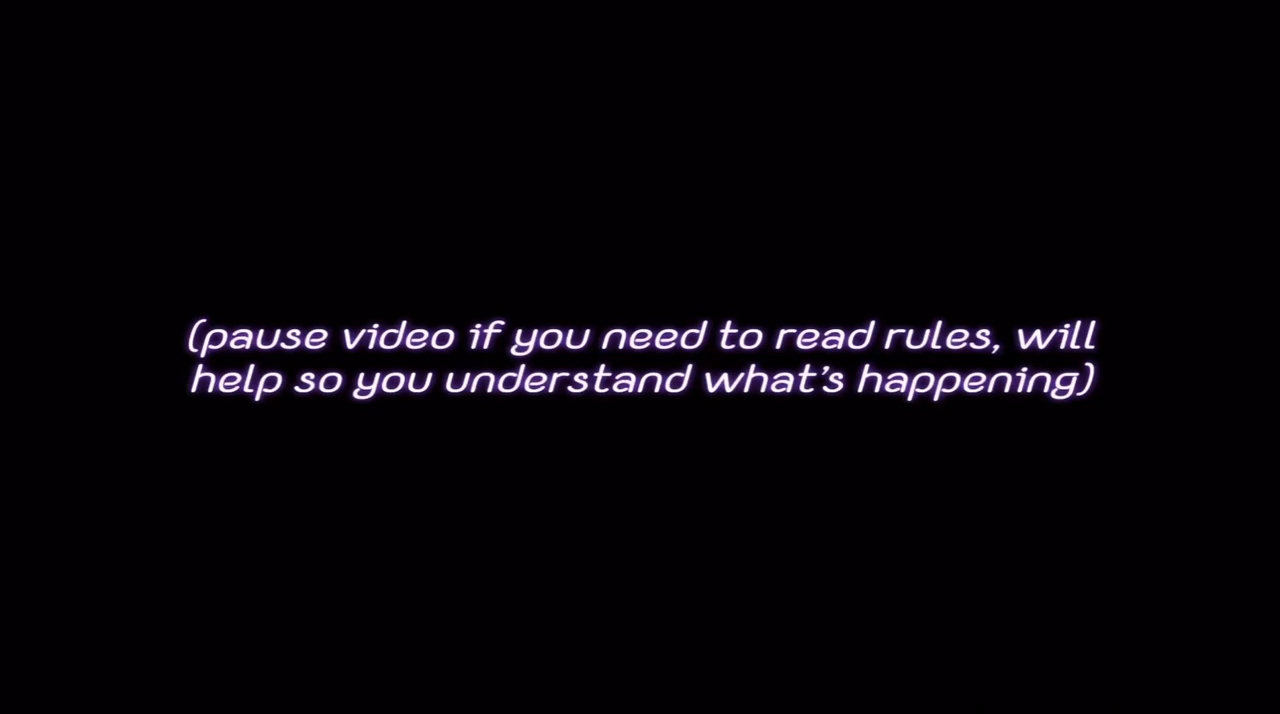 (pause video if you need to read rules, will
help so you understand what's happening)